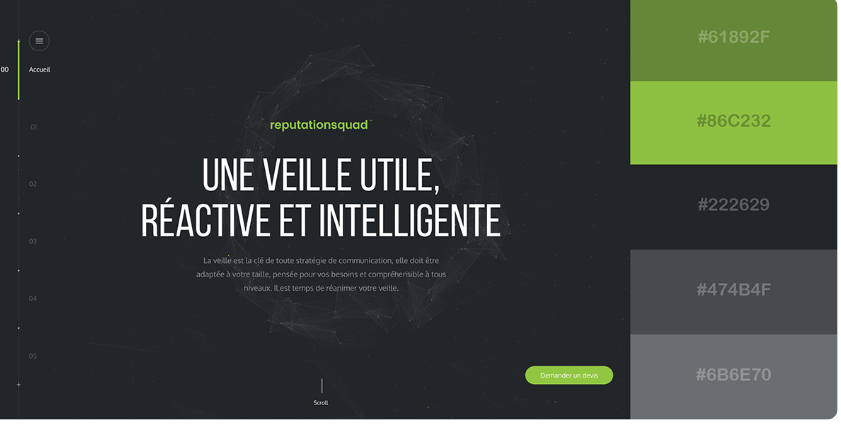 00
Accueil
01
02
03
04
05
reputationsquad
UNE VEILLE UTILE,
RÉACTIVE ET INTELLIGENTE
La veille est la clé de toute stratégie de communication, elle doit être
adaptée à votre taille, pensée pour vos besoins et compréhensible à tous
niveaux. Il est temps de réanimer votre veille.
Demander un devis
Scroll
#61892F
#86C232
#222629
#474B4F
#6B6E70